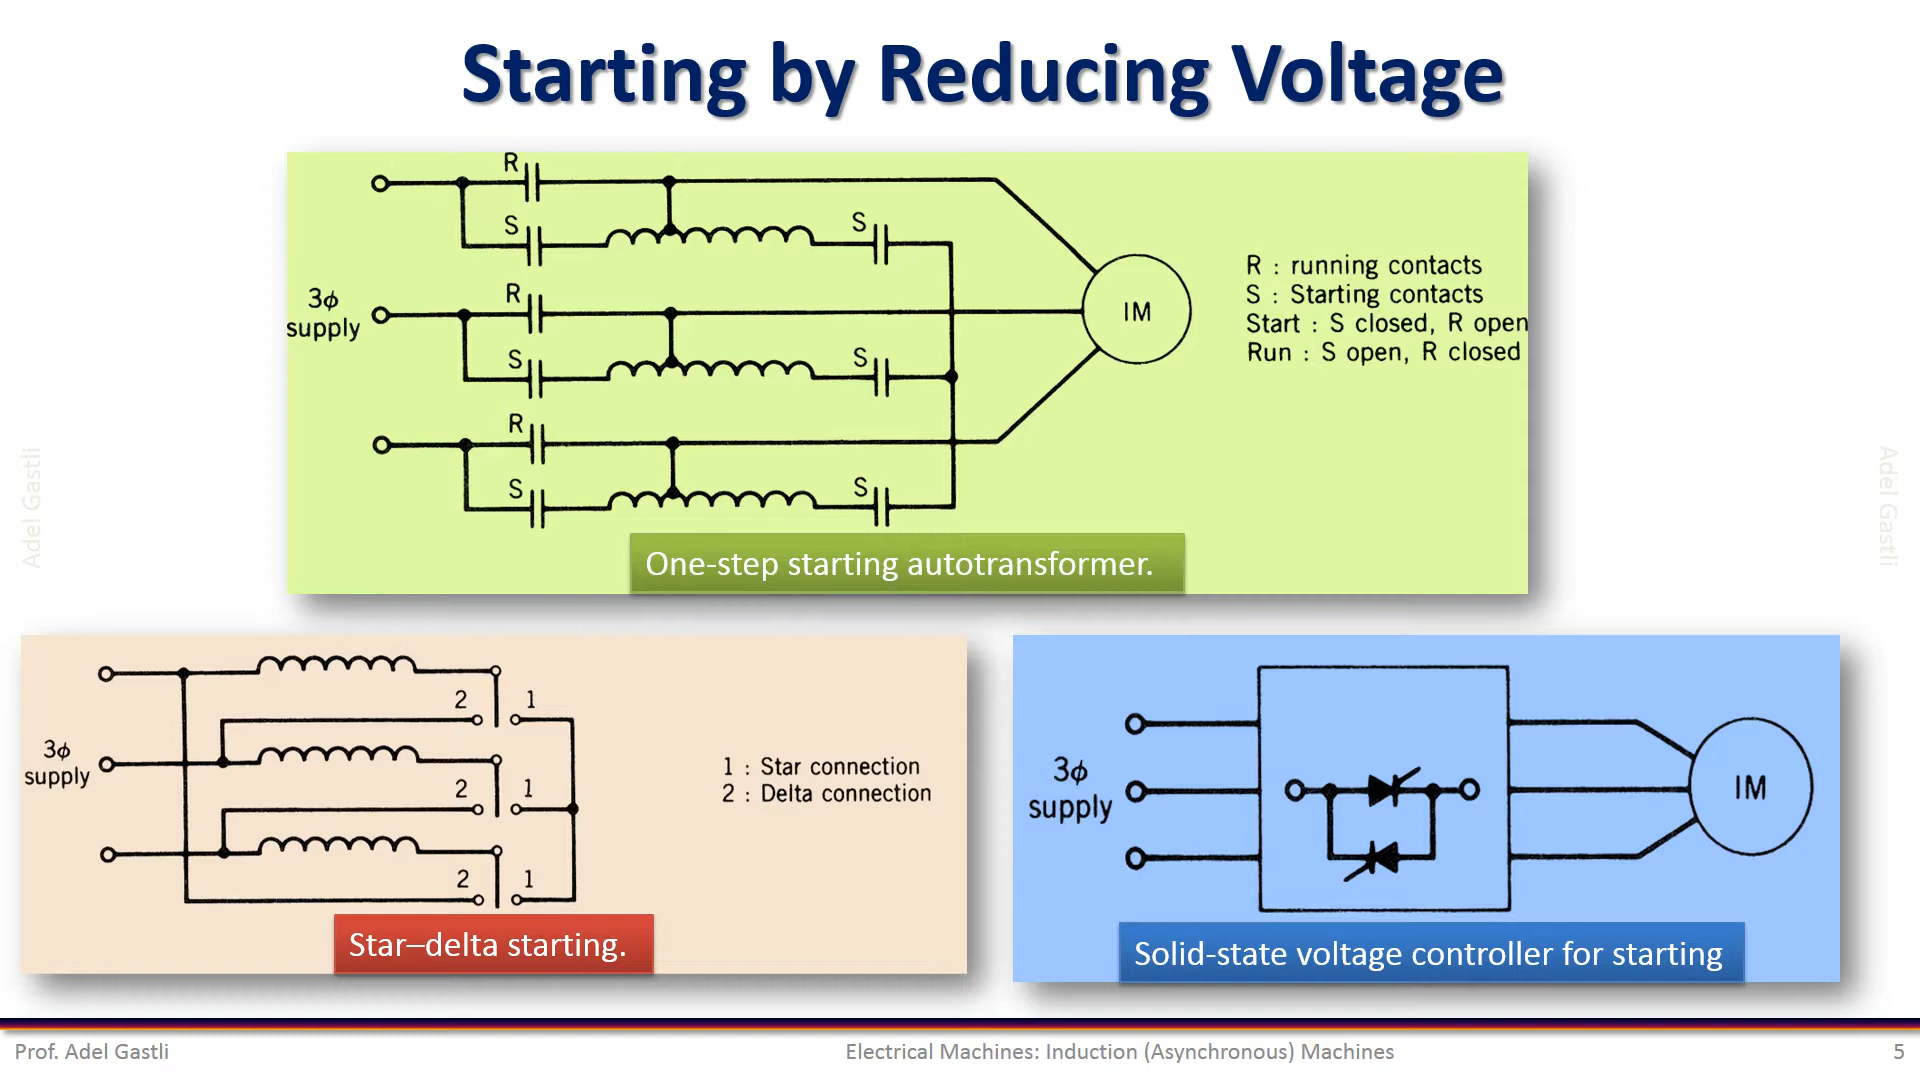 Starting by Reducing Voltage
R
S
S
R
S
S
R
S
S
3ϕ
supply
IM
R : running contacts
S : Starting contacts
Start : S closed, R open
Run : S open, R closed
One-step starting autotransformer.
Adel Gastli
Adel Gastli
3ϕ
supply
2 1
2 1
2 1
1 : Star connection
2 : Delta connection
Star–delta starting.
3ϕ
supply
IM
Solid-state voltage controller for starting
Prof. Adel Gastli
Electrical Machines: Induction (Asynchronous) Machines
5